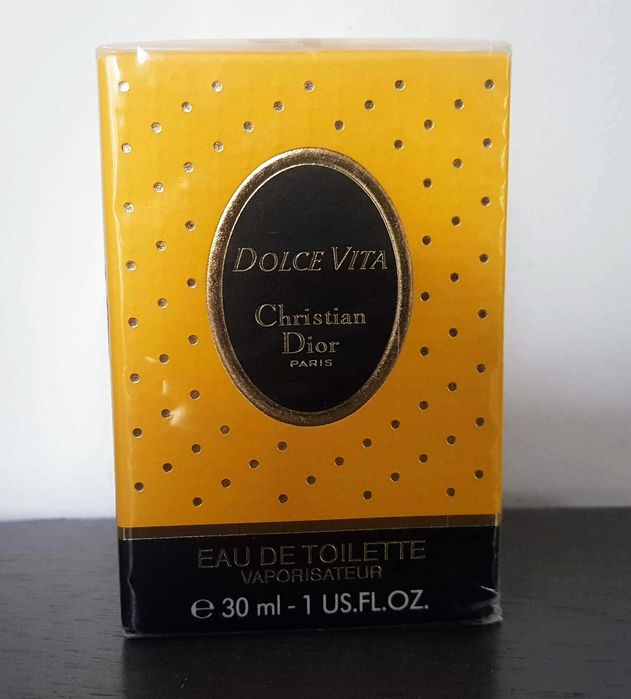 DOLCE VITA
Christian
Dior
PARIS
EAU DE TOILETTE
VAPORISATEUR
℮ 30 ml - 1 US.FL.OZ.